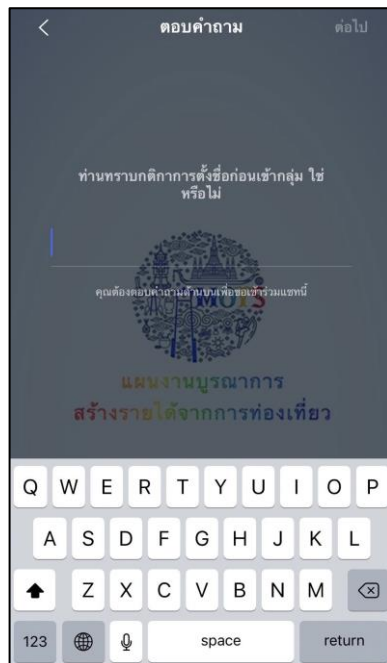 ตอบคำถาม
ต่อไป
ท่านทราบกติกาการตั้งชื่อก่อนเข้ากลุ่ม ใช่
หรือไม่
คุณต้องตอบคำถามด้านบนเพื่อขอเข้าร่วมแชทนี้
MOTS
แผนงานบูรณาการ
สร้างรายได้จากการท่องเที่ยว
Q W E R T Y U I O P
A S D F G H J K L
Z X C V B N M
123 space return